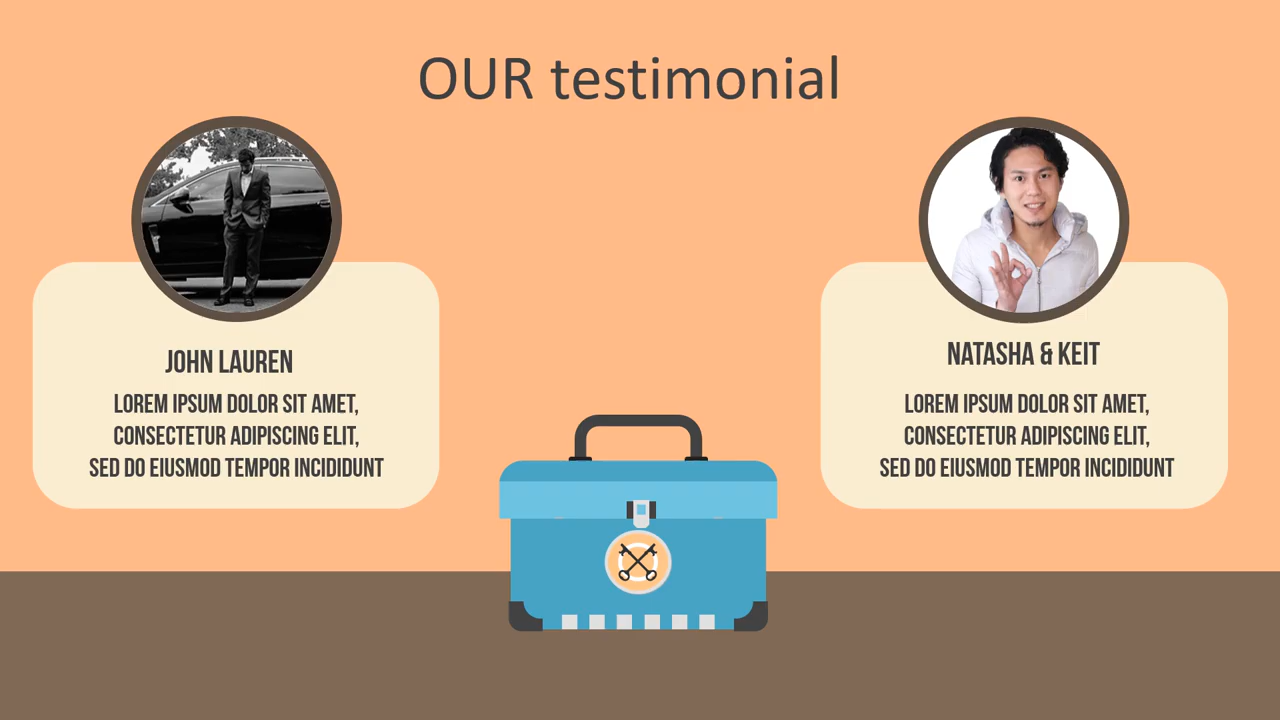 OUR testimonial
JOHN LAUREN
LOREM IPSUM DOLOR SIT AMET,
CONSECTETUR ADIPISCING ELIT,
SED DO EIUSMOD TEMPOR INCIDIDUNT
NATASHA & KEIT
LOREM IPSUM DOLOR SIT AMET,
CONSECTETUR ADIPISCING ELIT,
SED DO EIUSMOD TEMPOR INCIDIDUNT